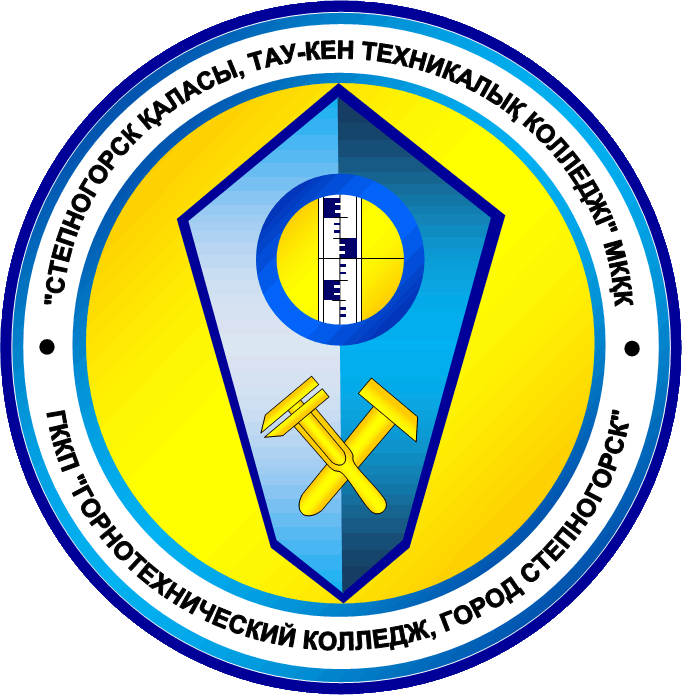 "СТЕПНОГОРСК ҚАЛАСЫ, ТАУ-КЕН ТЕХНИКАЛЫҚ КОЛЛЕДЖІ" МКҚК
ГККП "ГОРНОТЕХНИЧЕСКИЙ КОЛЛЕДЖ, ГОРОД СТЕПНОГОРСК"